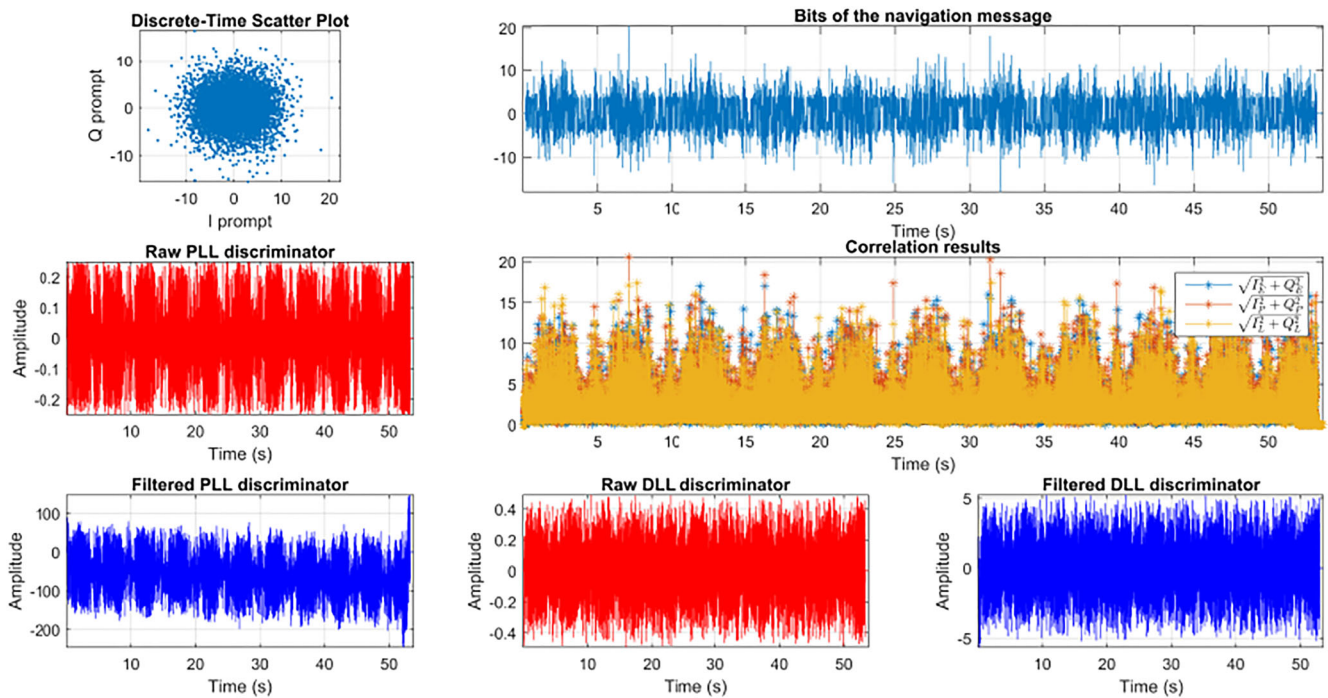 Discrete-Time Scatter Plot
10
0
-10
Q prompt
-10 0 10 20
I prompt
Bits of the navigation message
20
10
0
-10
5 10 15 20 25 30 35 40 45 50
Time (s)
Raw PLL discriminator
0.2
0.1
0
-0.1
-0.2
Amplitude
10 20 30 40 50
Time (s)
Correlation results
20
15
10
5
0
5 10 15 20 25 30 35 40 45 50
Time (s)
Filtered PLL discriminator
100
0
-100
-200
Amplitude
10 20 30 40 50
Time (s)
Raw DLL discriminator
0.4
0.2
0
-0.2
-0.4
Amplitude
10 20 30 40 50
Time (s)
Filtered DLL discriminator
5
0
-5
Amplitude
10 20 30 40 50
Time (s)